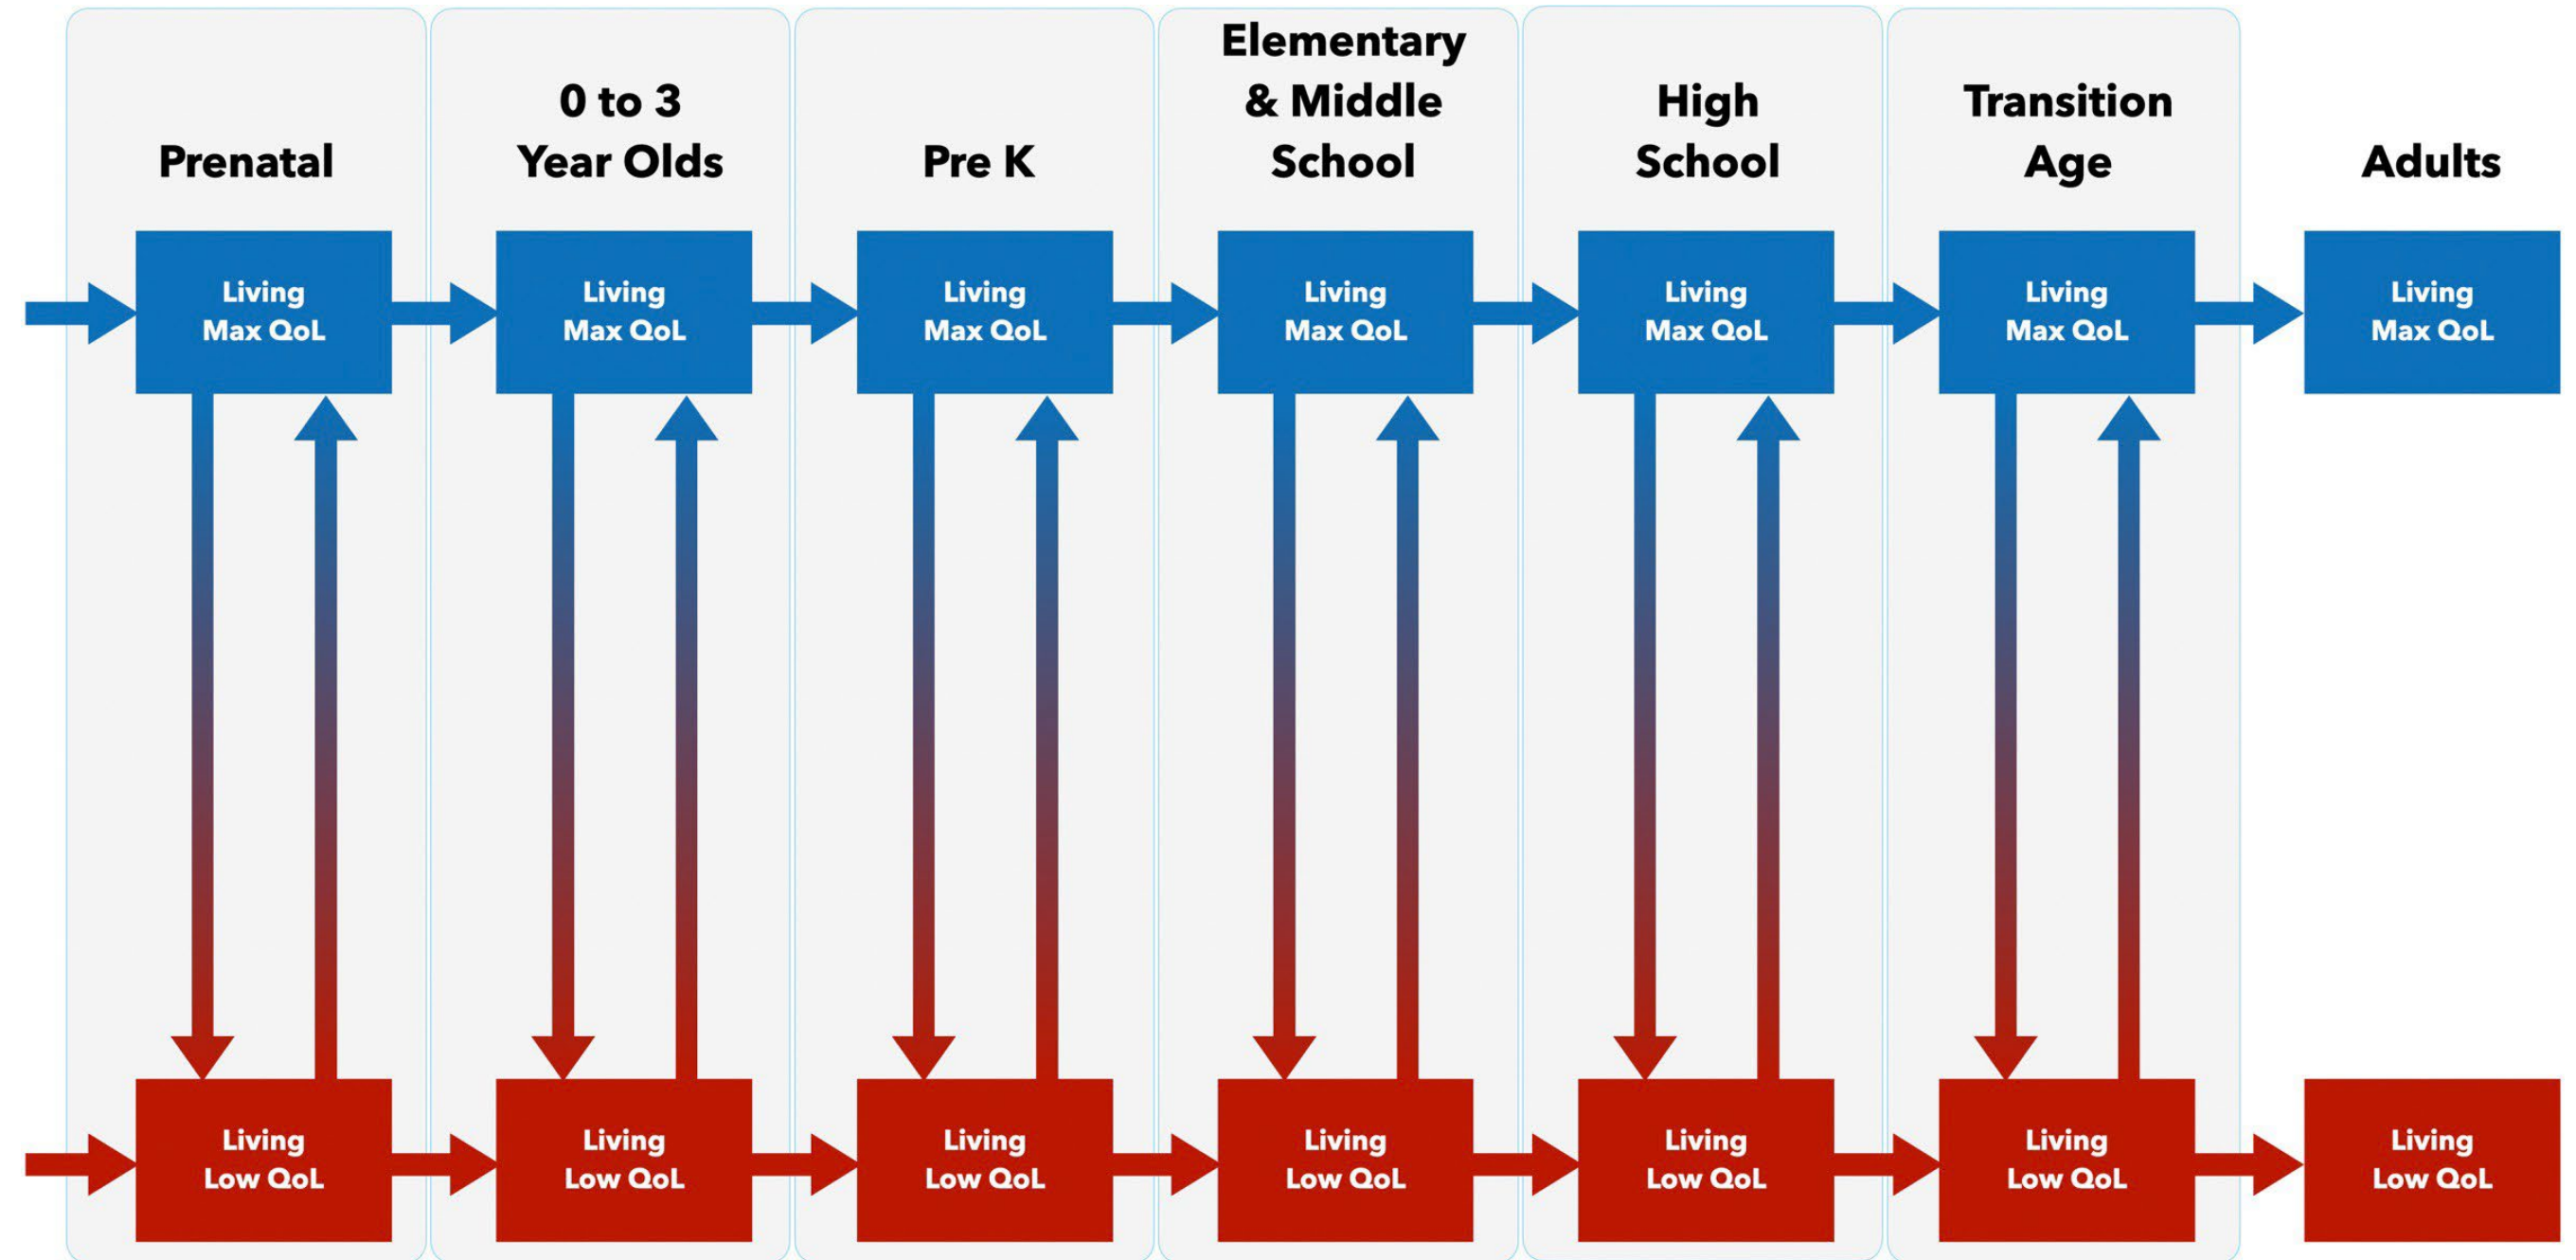 Prenatal
0 to 3
Year Olds
Pre K
Elementary
& Middle
School
High
School
Transition
Age
Adults
Living
Max QoL
Living
Max QoL
Living
Max QoL
Living
Max QoL
Living
Max QoL
Living
Max QoL
Living
Max QoL
Living
Low QoL
Living
Low QoL
Living
Low QoL
Living
Low QoL
Living
Low QoL
Living
Low QoL
Living
Low QoL